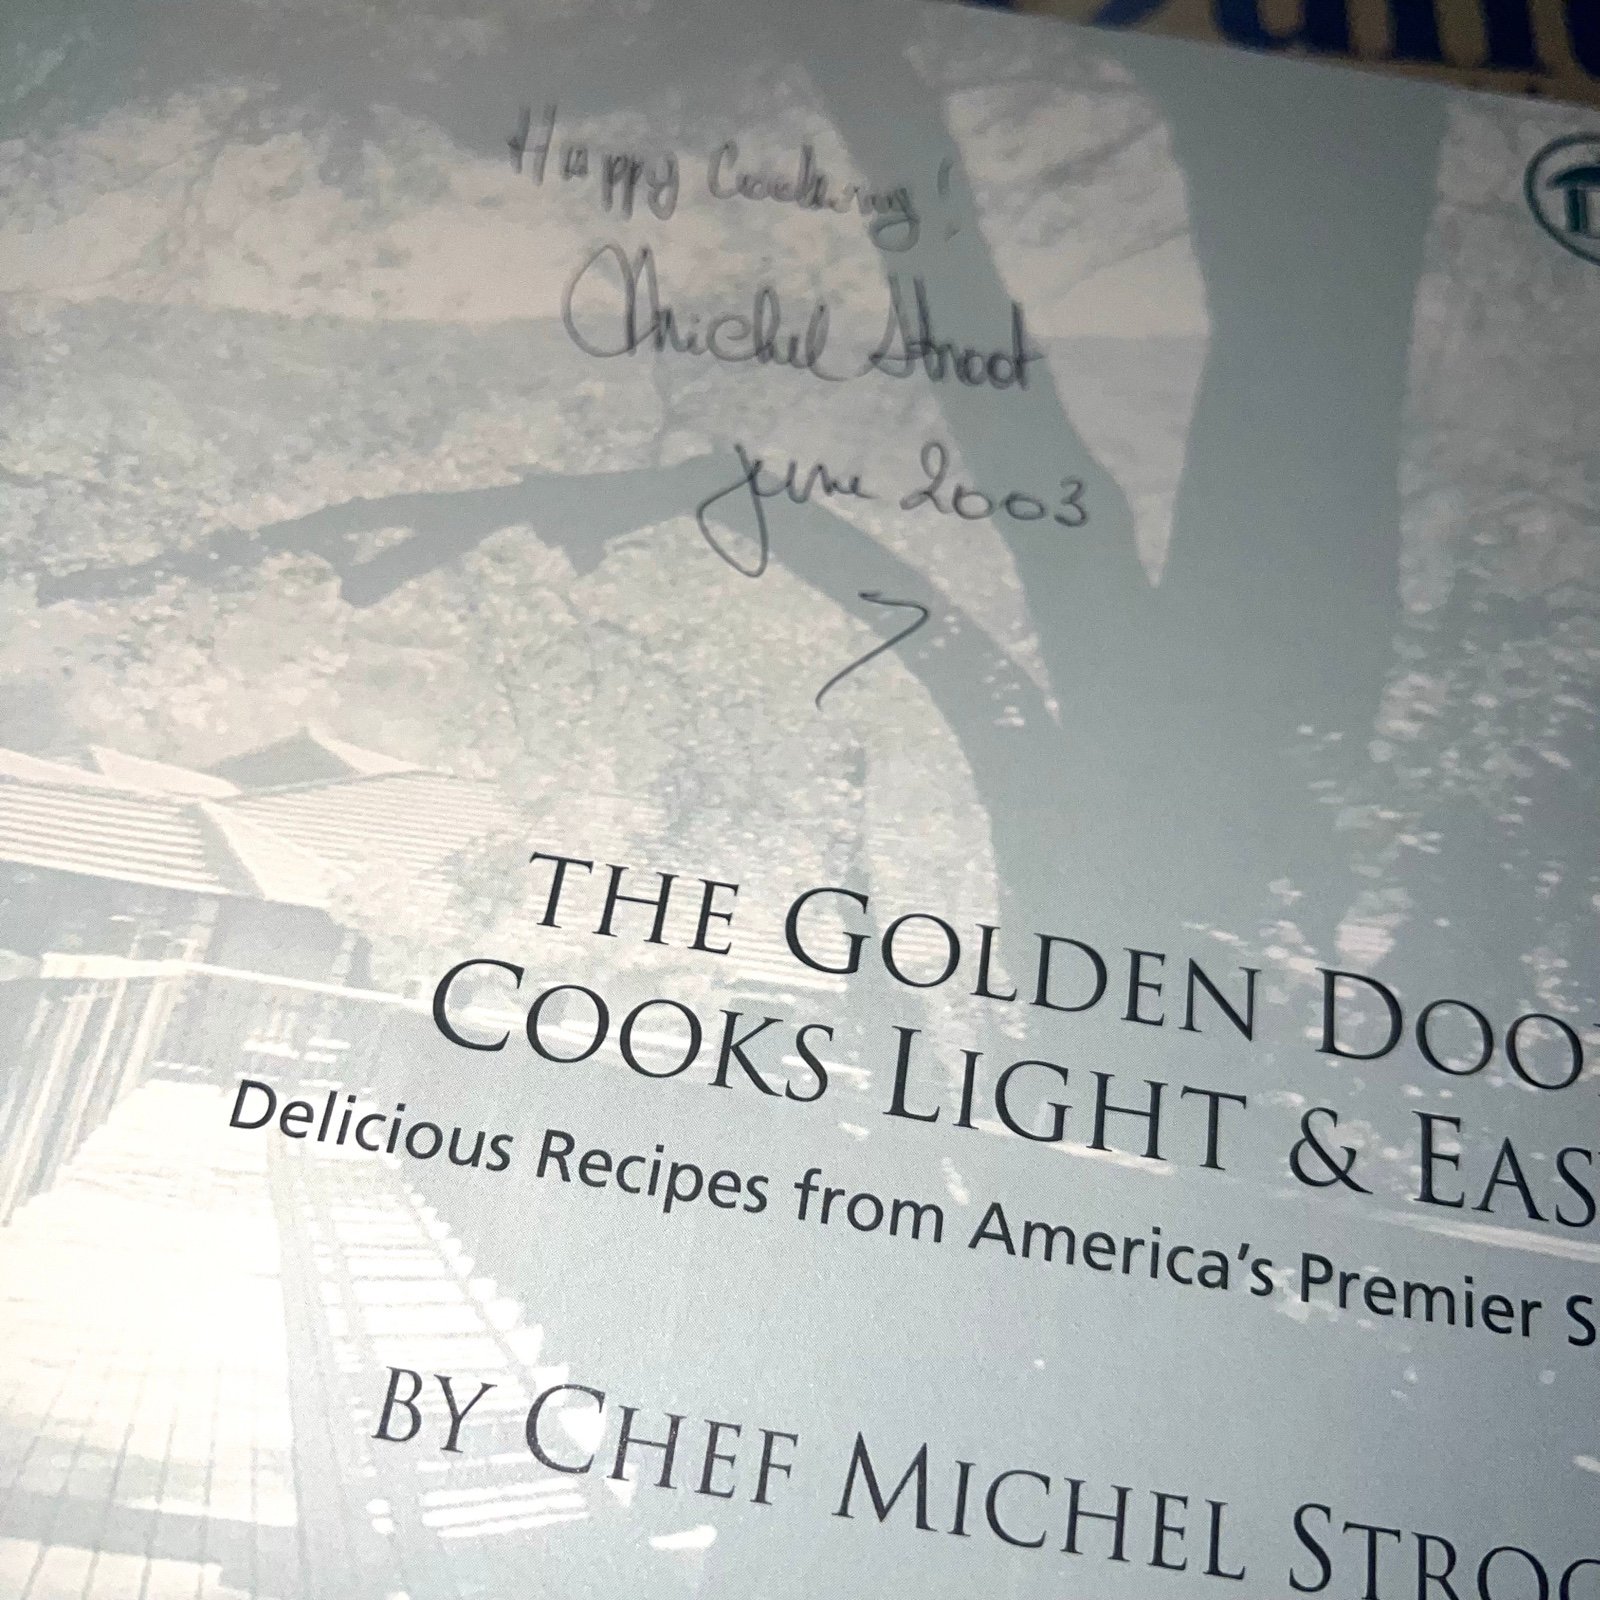 Happy Cooking!
Michel Stroot
June 2003
THE GOLDEN DOO
COOKS LIGHT & EAS
Delicious Recipes from America's Premier S
BY CHEF MICHEL STROO